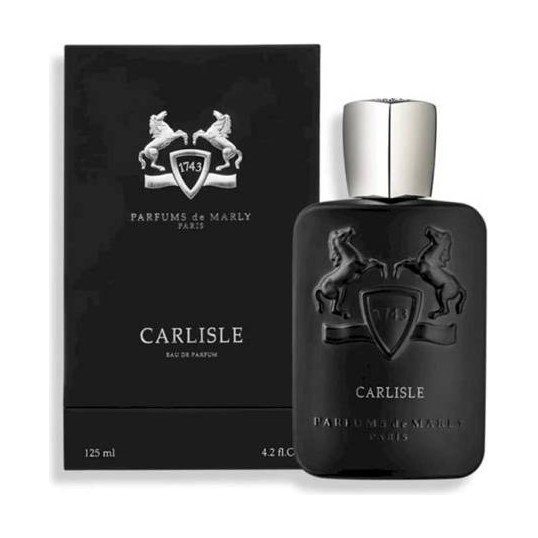 1743
PARFUMS de MARLY
PARIS
CARLISLE
EAU DE PARFUM
125 ml
4.2 fl.
1743
CARLISLE
PARFUMS de MARLY
PARIS